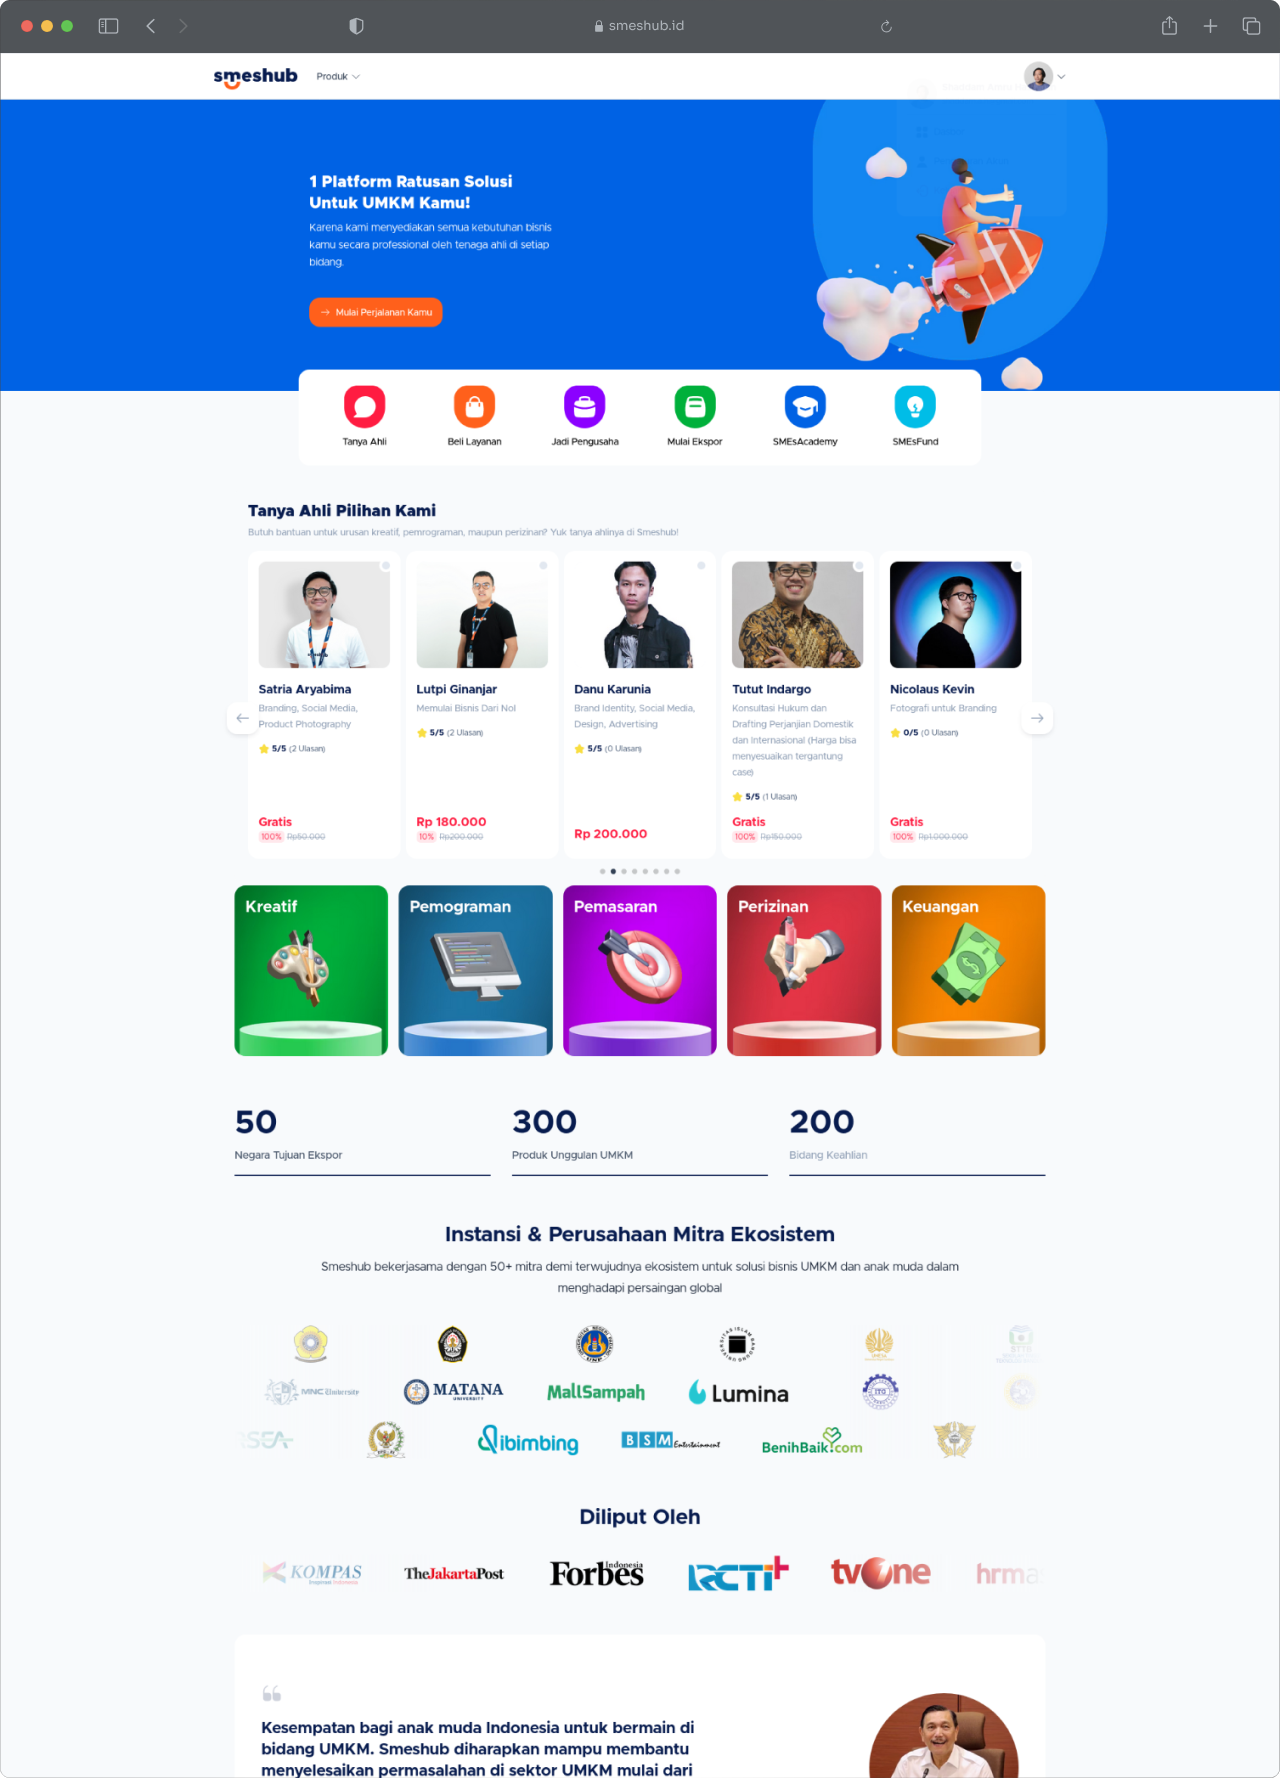 smeshub.id
smeshub
Produk
1 Platform Ratusan Solusi
Untuk UMKM Kamu!
Karena kami menyediakan semua kebutuhan bisnis
kamu secara professional oleh tenaga ahli di setiap
bidang.
Mulai Perjalanan Kamu
Tanya Ahli
Beli Layanan
Jadi Pengusaha
Mulai Ekspor
SMEsAcademy
SMEsFund
Tanya Ahli Pilihan Kami
Butuh bantuan untuk urusan kreatif, pemrograman, maupun perizinan? Yuk tanya ahlinya di Smeshub!
Satria Aryabima
Branding, Social Media,
Product Photography
5/5 (2 Ulasan)
Gratis
100% Rp50.000
Lutpi Ginanjar
Memulai Bisnis Dari Nol
5/5 (2 Ulasan)
Rp 180.000
10% Rp200.000
Danu Karunia
Brand Identity, Social Media,
Design, Advertising
5/5 (0 Ulasan)
Rp 200.000
Tutut Indargo
Konsultasi Hukum dan
Drafting Perjanjian Domestik
dan Internasional (Harga bisa
menyesuaikan tergantung
case)
5/5 (1 Ulasan)
Gratis
100% Rp150.000
Nicolaus Kevin
Fotografi untuk Branding
0/5 (0 Ulasan)
Gratis
100% Rp1.000.000
Kreatif
Pemograman
Pemasaran
Perizinan
Keuangan
50
Negara Tujuan Ekspor
300
Produk Unggulan UMKM
200
Bidang Keahlian
Instansi & Perusahaan Mitra Ekosistem
Smeshub bekerjasama dengan 50+ mitra demi terwujudnya ekosistem untuk solusi bisnis UMKM dan anak muda dalam
menghadapi persaingan global
UNIVERSITAS ISLAM BANDUNG
MNC University
MATANA
UNIVERSITY
MallSampah
Lumina
ITG
RSEA
dibimbing
BSM Entertainment
BenihBaik.com
Diliput Oleh
KOMPAS
Inspirasi Indonesia
TheJakartaPost
Forbes
Indonesia
RCTI+
tvOne
hrma
Kesempatan bagi anak muda Indonesia untuk bermain di
bidang UMKM. Smeshub diharapkan mampu membantu
menyelesaikan permasalahan di sektor UMKM mulai dari